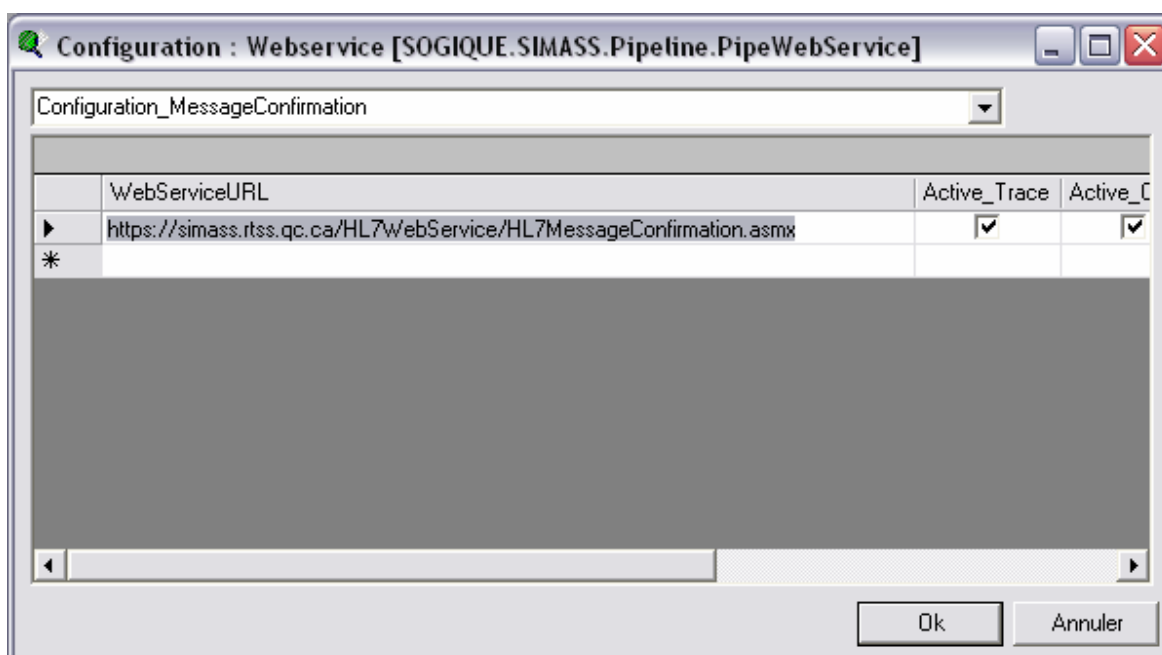 Configuration : Webservice [SOGIQUE.SIMASS.Pipeline.PipeWebService]
Configuration_MessageConfirmation
WebServiceURL Active_Trace Active_C
https://simass.rtss.qc.ca/HL7WebService/HL7MessageConfirmation.asmx
Ok Annuler